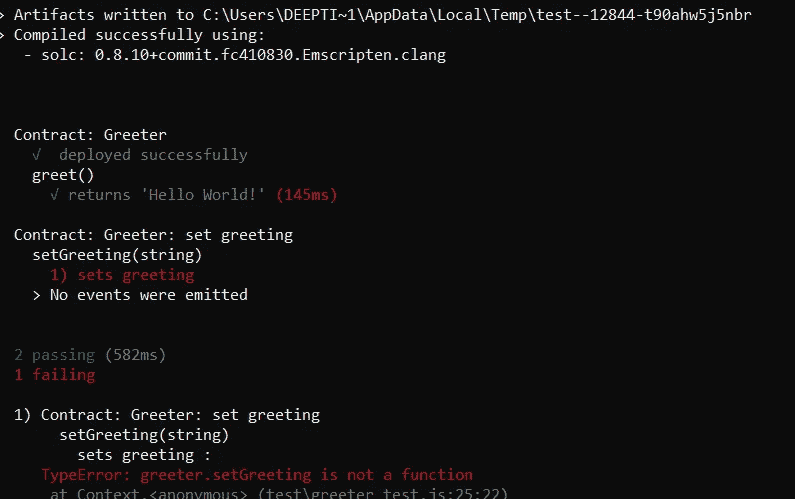 > Artifacts written to C:\Users\DEEPTI~1\AppData\Local\Temp\test--12844-t90ahw5j5nbr
> Compiled successfully using:
- solc: 0.8.10+commit.fc410830.Emscripten.clang
Contract: Greeter
√ deployed successfully
greet()
√ returns 'Hello World!' (145ms)
Contract: Greeter: set greeting
setGreeting(string)
1) sets greeting
> No events were emitted
2 passing (582ms)
1 failing
1) Contract: Greeter: set greeting
setGreeting(string)
sets greeting :
TypeError: greeter.setGreeting is not a function
at Context.<anonymous> (test\greeter_test.js:25:22)